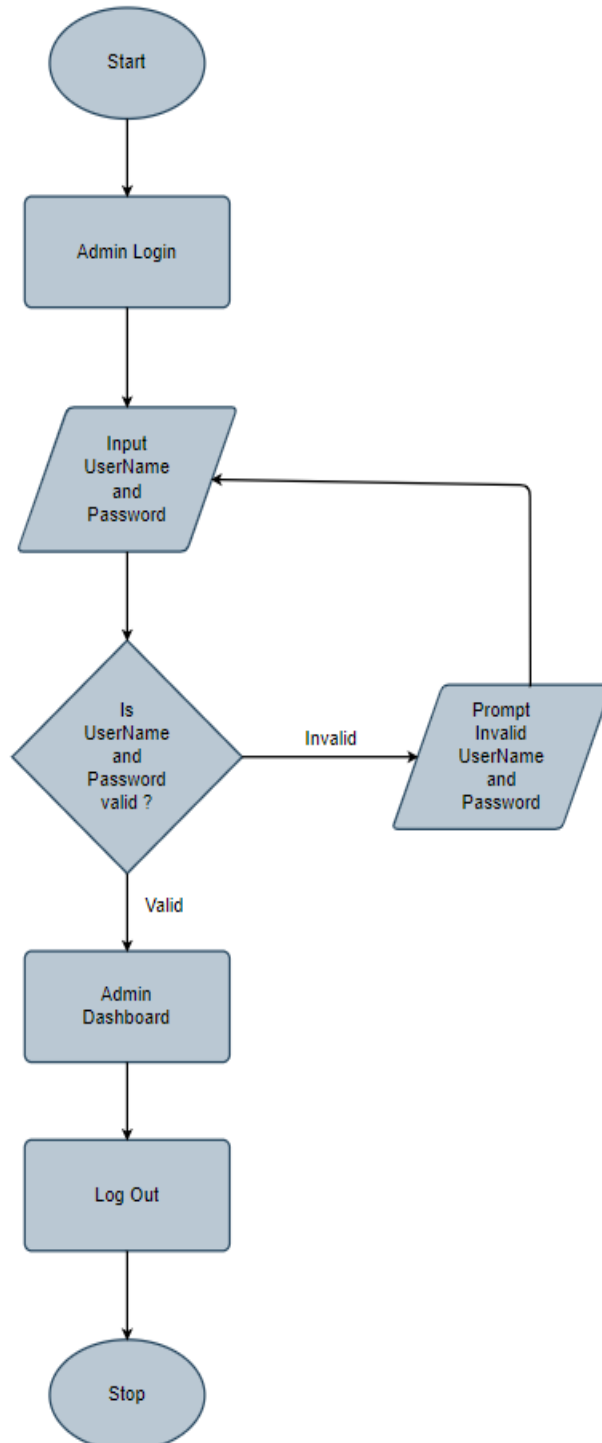 Start
Admin Login
Input
UserName
and
Password
Is
UserName
and
Password
valid ?
Invalid
Prompt
Invalid
UserName
and
Password
Valid
Admin
Dashboard
Log Out
Stop